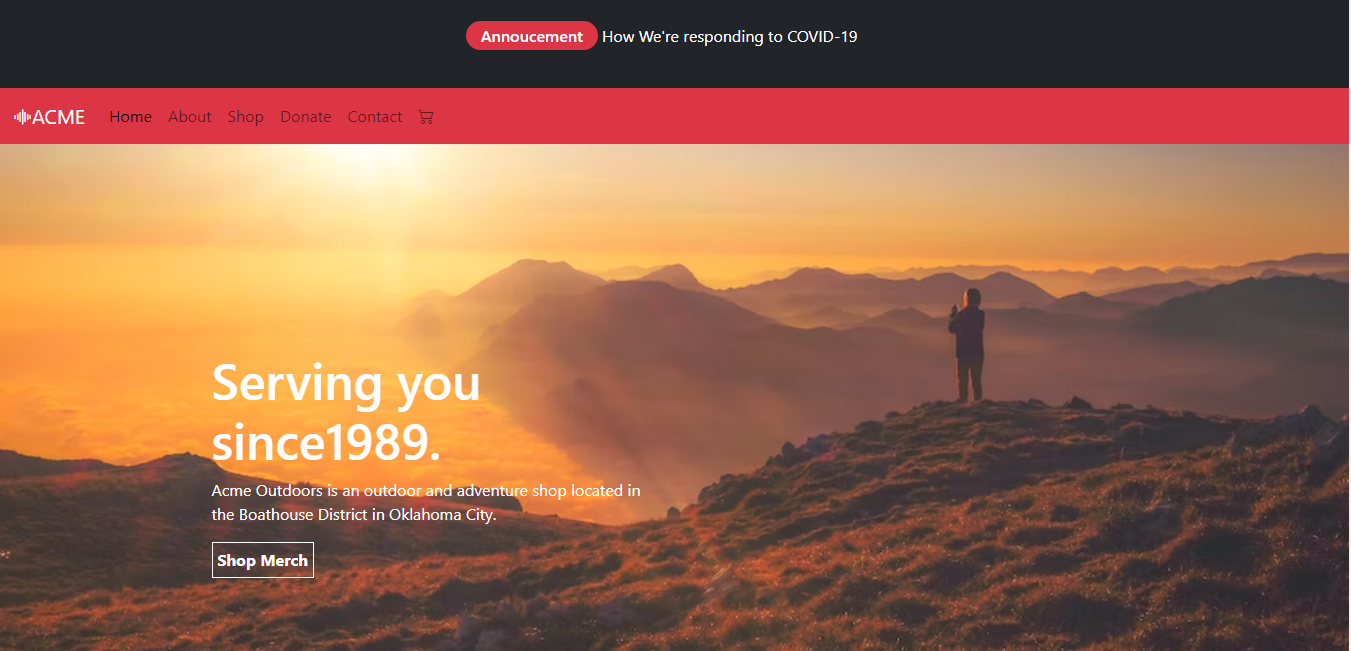 Annoucement How We're responding to COVID-19
ACME Home About Shop Donate Contact
Serving you
since1989.
Acme Outdoors is an outdoor and adventure shop located in
the Boathouse District in Oklahoma City.
Shop Merch